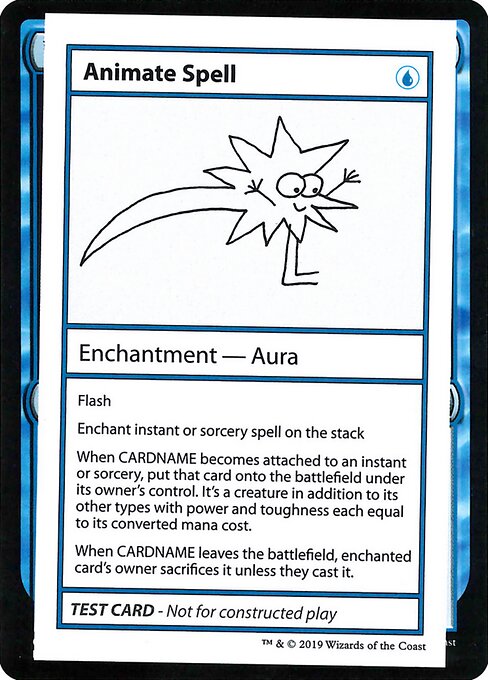 Animate Spell
Enchantment — Aura
Flash
Enchant instant or sorcery spell on the stack
When CARDNAME becomes attached to an instant
or sorcery, put that card onto the battlefield under
its owner's control. It's a creature in addition to its
other types with power and toughness each equal
to its converted mana cost.
When CARDNAME leaves the battlefield, enchanted
card's owner sacrifices it unless they cast it.
TEST CARD - Not for constructed play
™ & © 2019 Wizards of the Coast